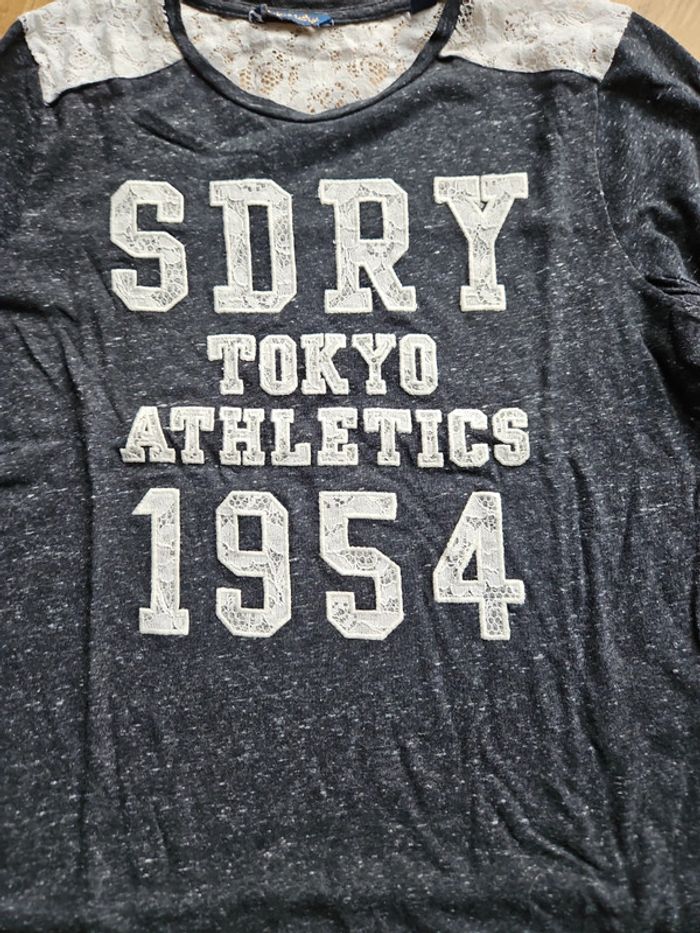 SDRY
TOKYO
ATHLETICS
1954